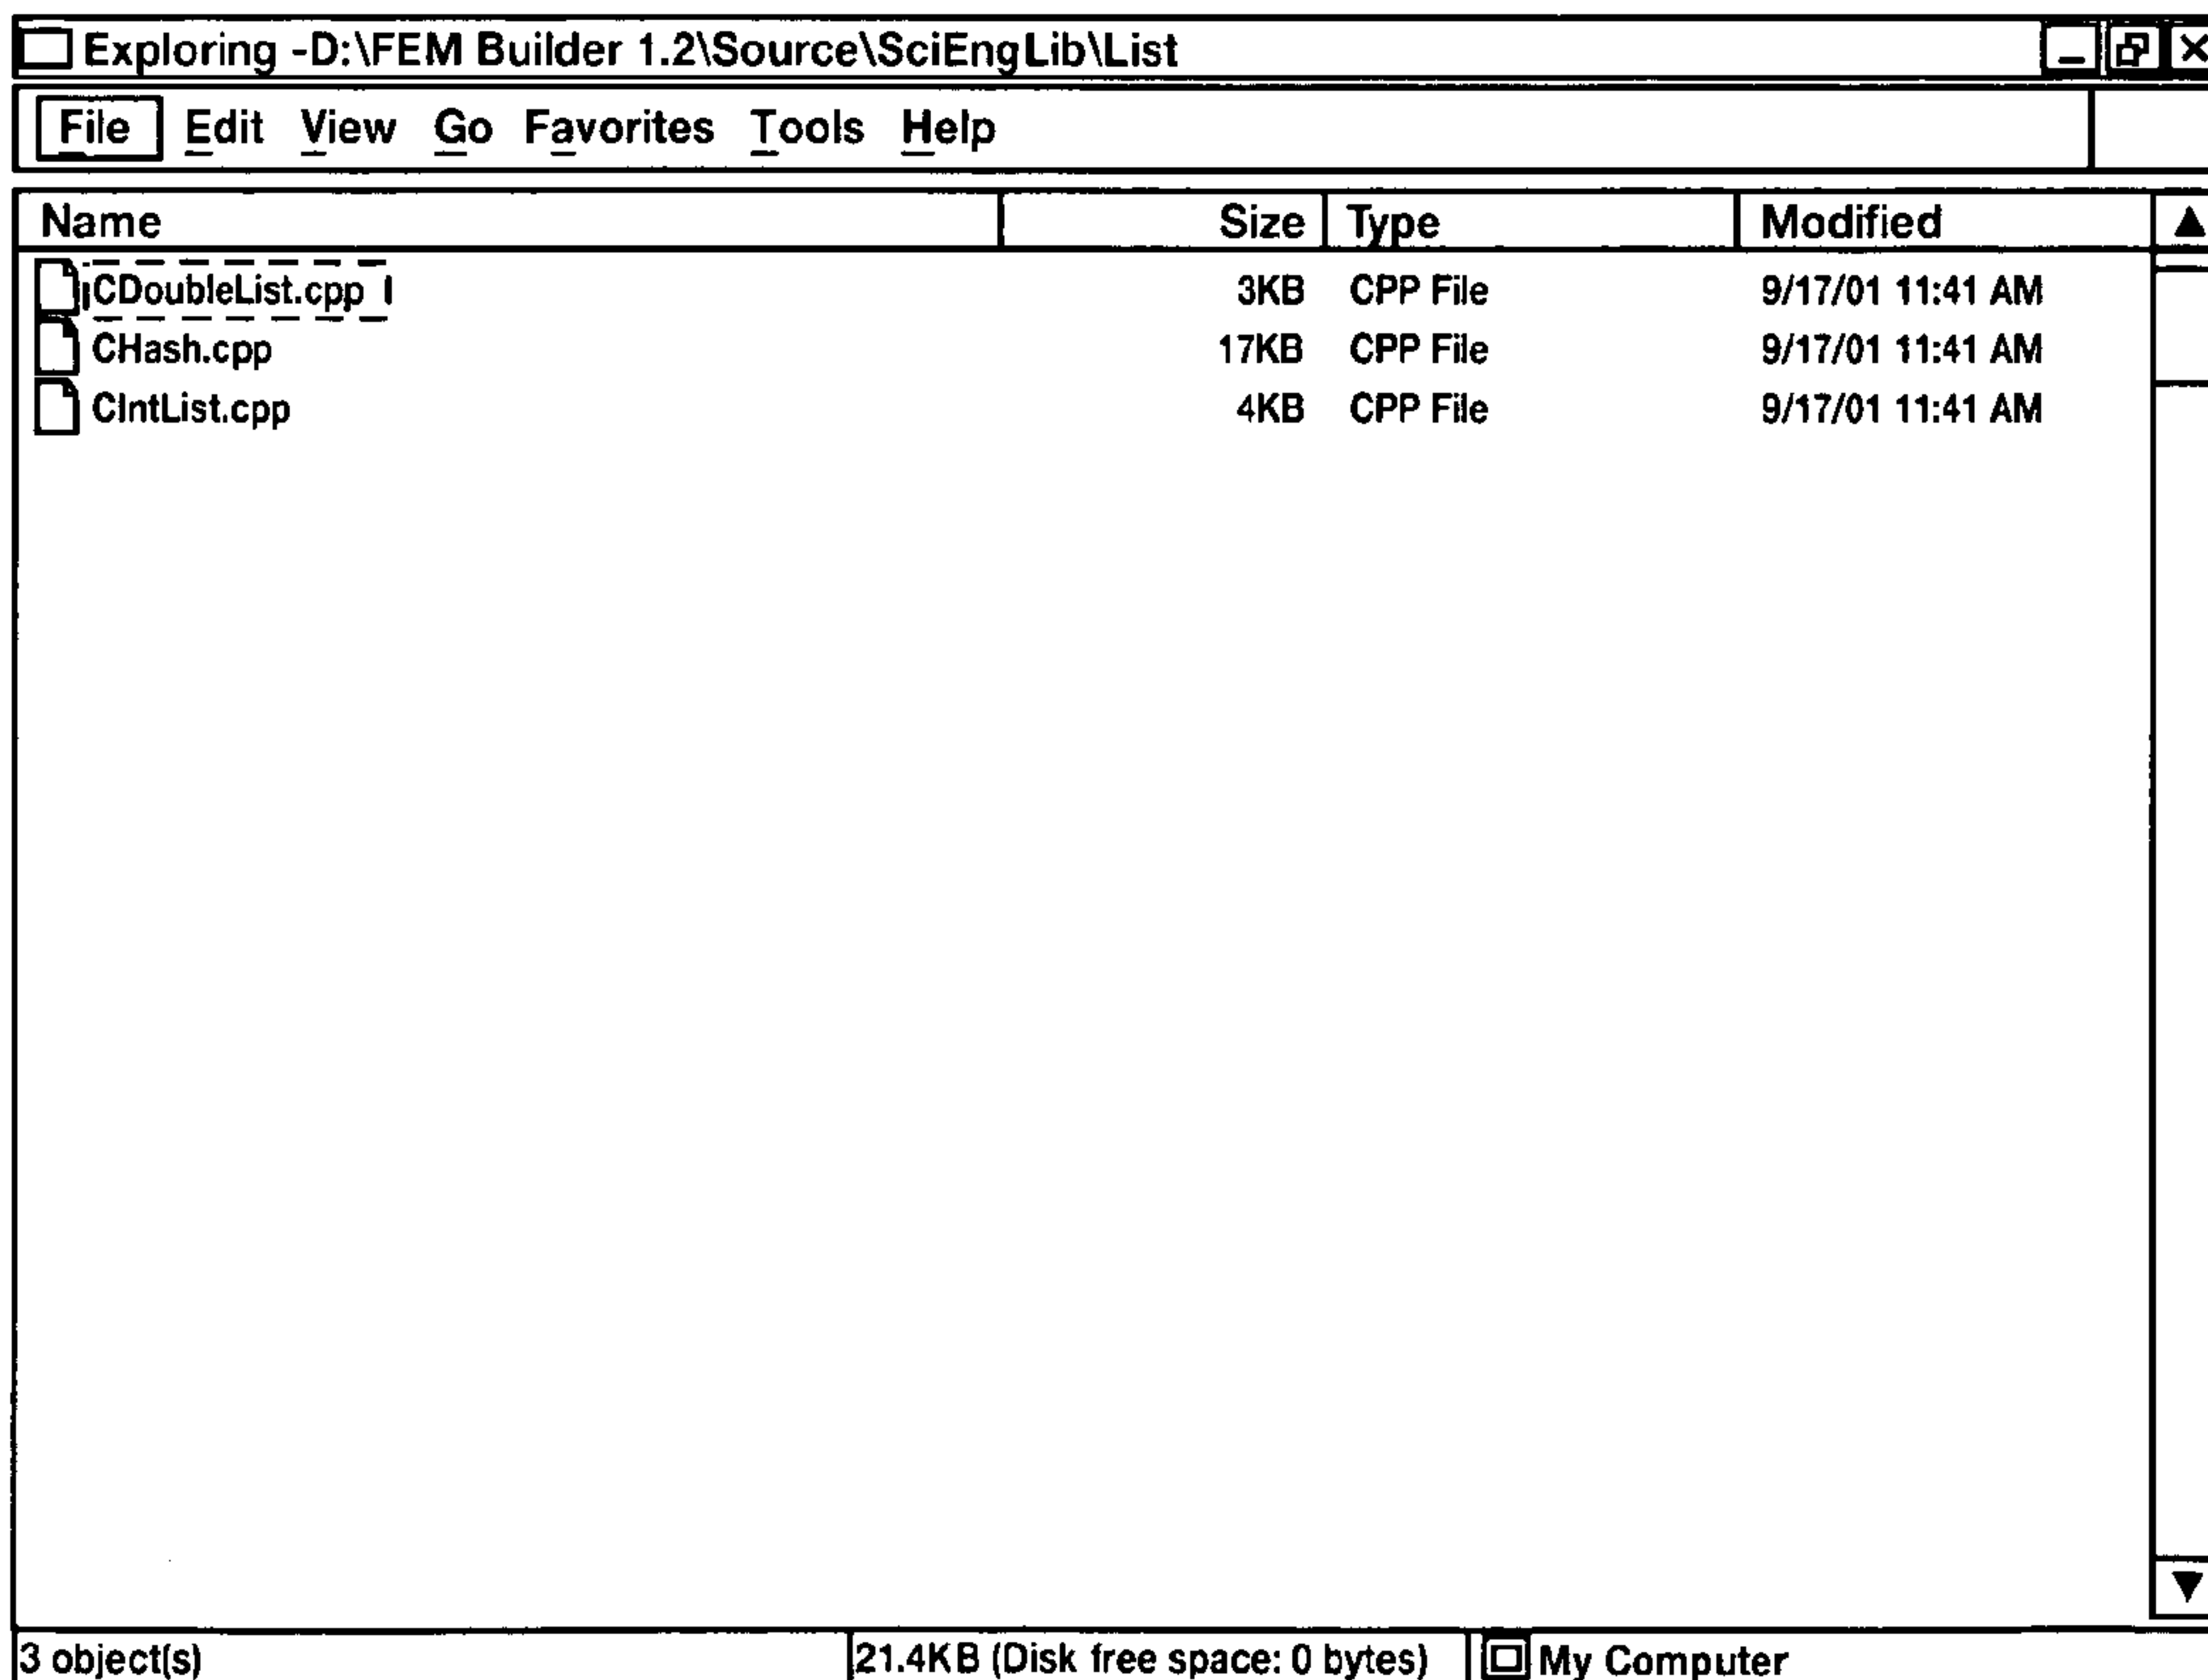 Exploring -D:\FEM Builder 1.2\Source\SciEngLib\List
File Edit View Go Favorites Tools Help
Name Size Type Modified
CDoubleList.cpp 3KB CPP File 9/17/01 11:41 AM
CHash.cpp 17KB CPP File 9/17/01 11:41 AM
CIntList.cpp 4KB CPP File 9/17/01 11:41 AM
3 object(s) 21.4KB (Disk free space: 0 bytes) My Computer